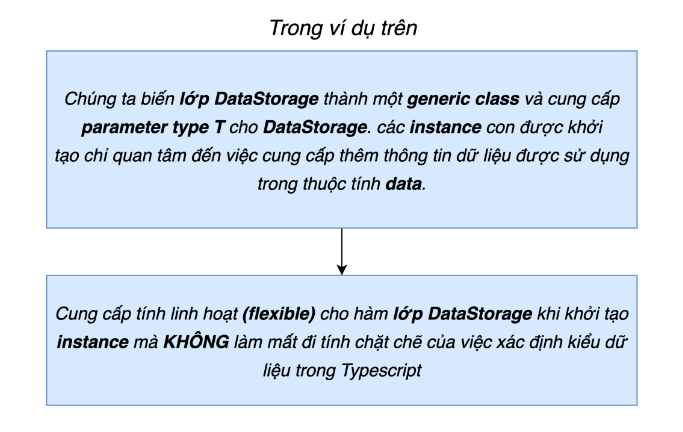 Trong ví dụ trên
Chúng ta biến lớp DataStorage thành một generic class và cung cấp
parameter type T cho DataStorage. các instance con được khởi
tạo chỉ quan tâm đến việc cung cấp thêm thông tin dữ liệu được sử dụng
trong thuộc tính data.
Cung cấp tính linh hoạt (flexible) cho hàm lớp DataStorage khi khởi tạo
instance mà KHÔNG làm mất đi tính chặt chẽ của việc xác định kiểu dữ
liệu trong Typescript